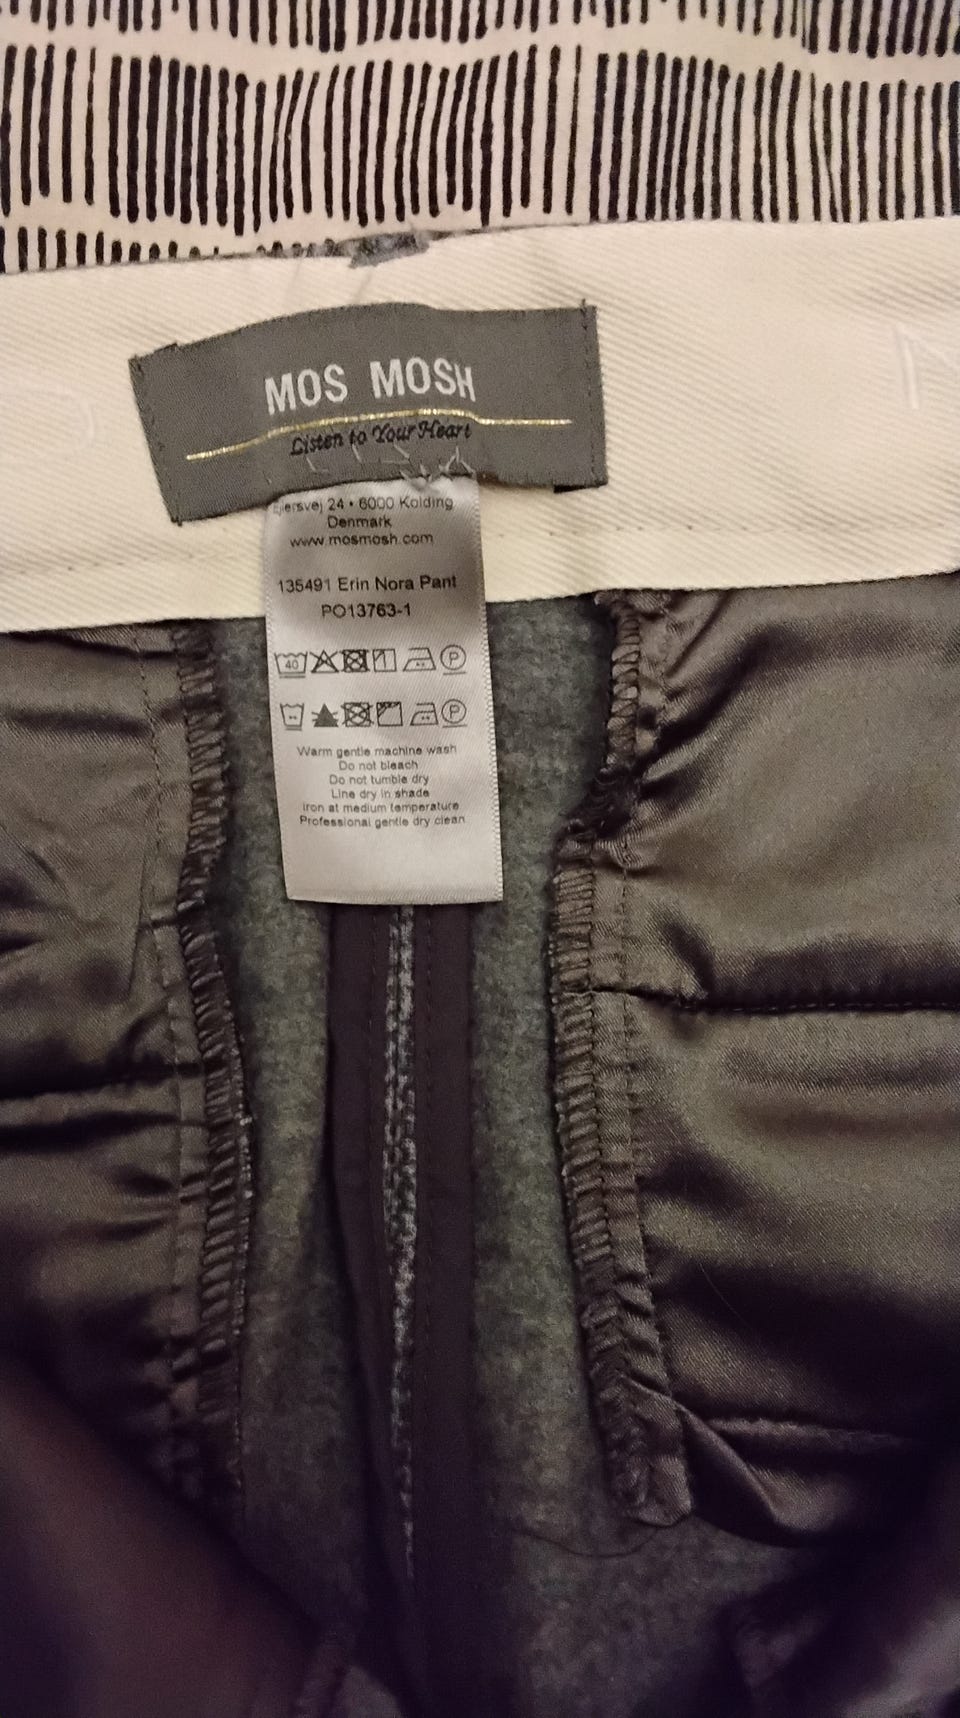 MOS MOSH
Listen to Your Heart
Ejlersvej 24 • 6000 Kolding
Denmark
www.mosmosh.com
135491 Erin Nora Pant
PO13763-1
40 P
P
Warm gentle machine wash
Do not bleach
Do not tumble dry
Line dry in shade
Iron at medium temperature
Professional gentle dry clean